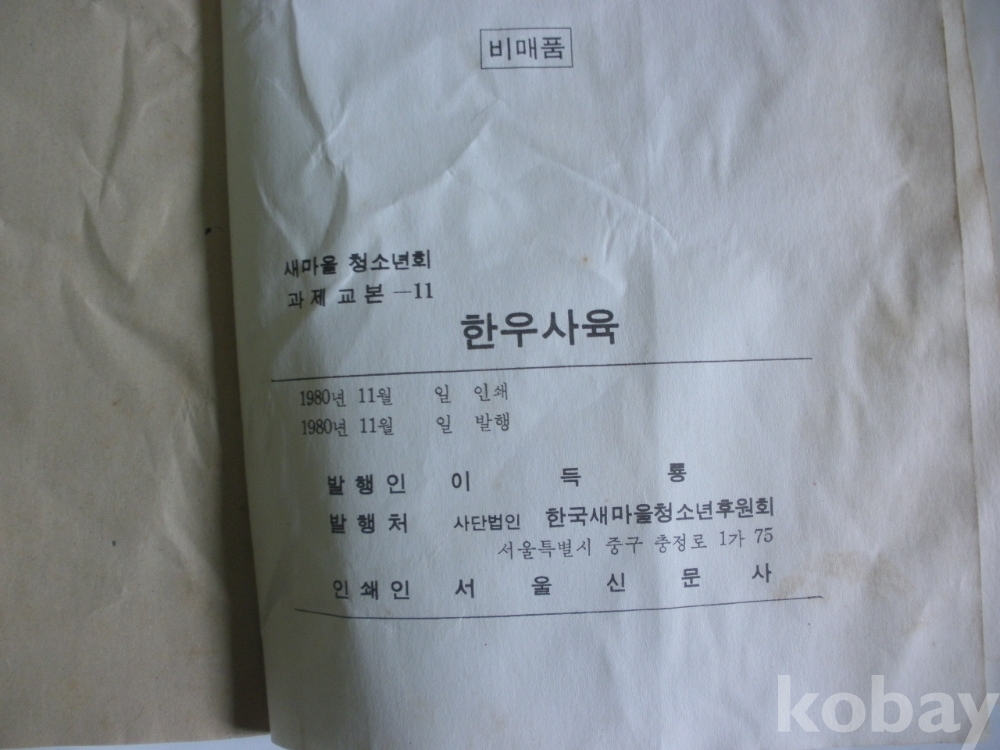 비매품
새마을 청소년회
과제교본 —11
한우사육
1980년 11월 일 인쇄
1980년 11월 일 발행
발행인 이 득 룡
발행처 사단법인 한국새마을청소년후원회
서울특별시 중구 충정로 1가 75
인쇄인 서 울 신 문 사
kobay